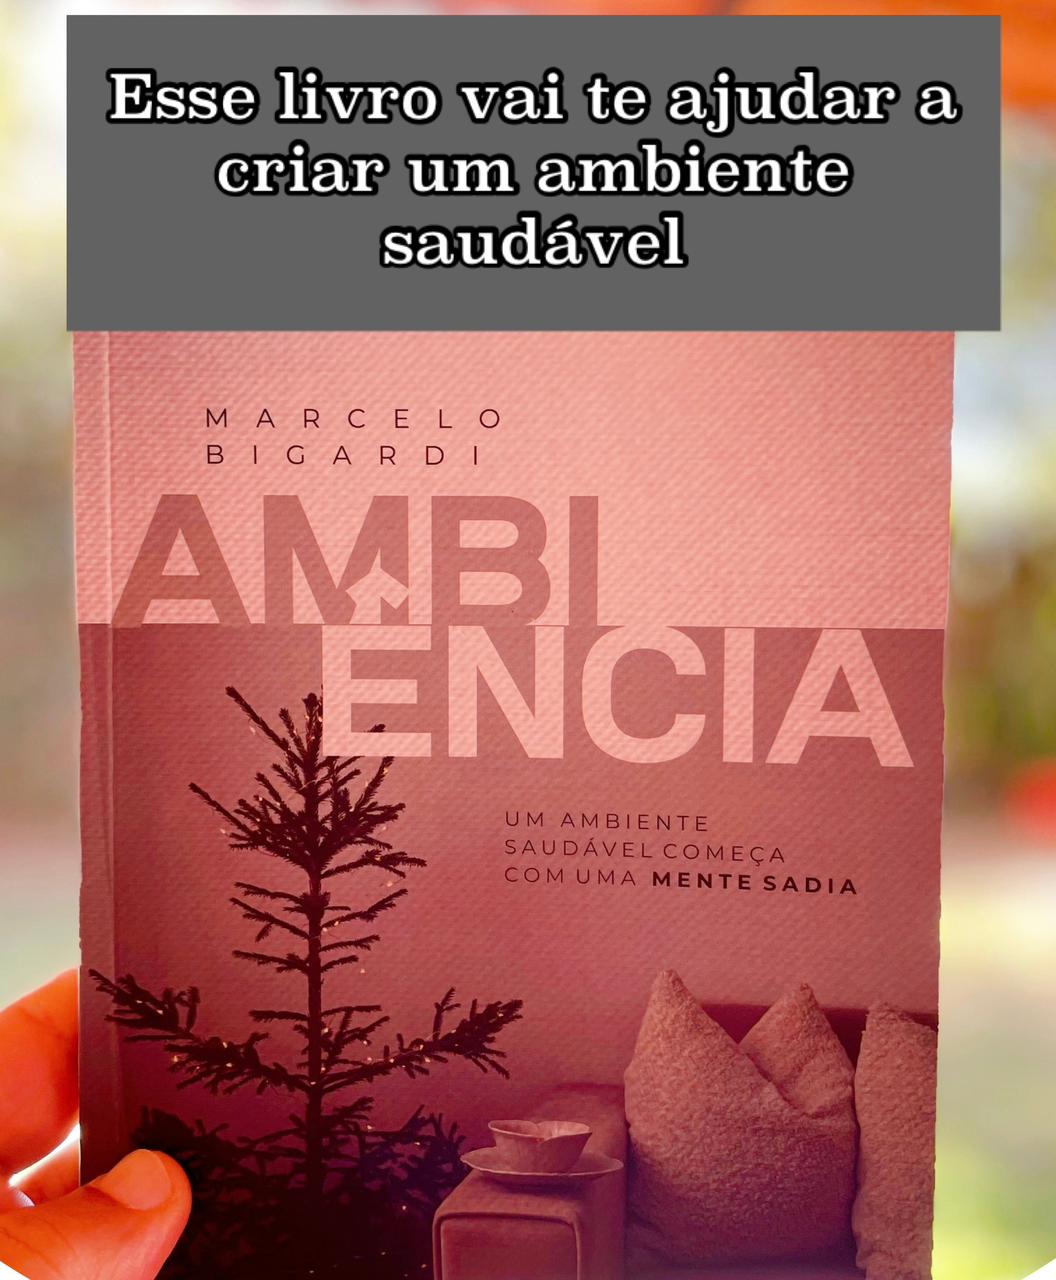 Esse livro vai te ajudar a
criar um ambiente
saudável
MARCELO
BIGARDI
AMBI
ÊNCIA
UM AMBIENTE
SAUDÁVEL COMEÇA
COM UMA MENTE SADIA